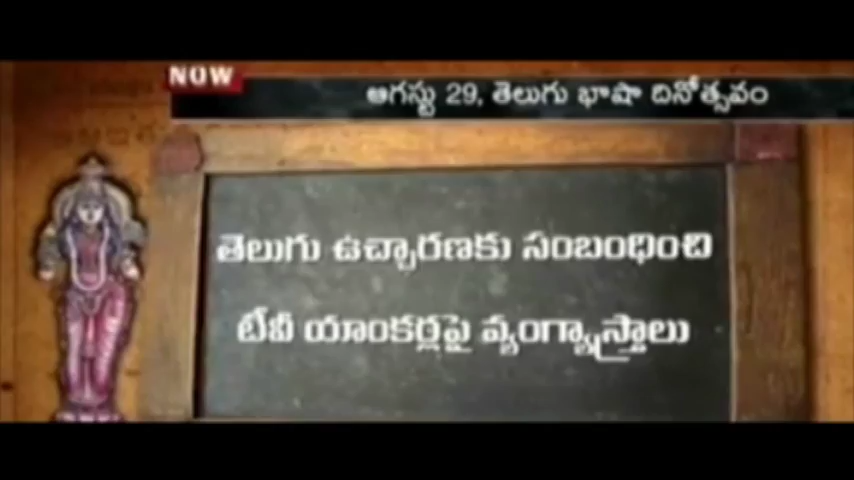 NOW
ఆగస్టు 29, తెలుగు భాషా దినోత్సవం
తెలుగు ఉచ్చారణకు సంబంధించి
టీవీ యాంకర్లపై వ్యంగ్యాస్త్రాలు